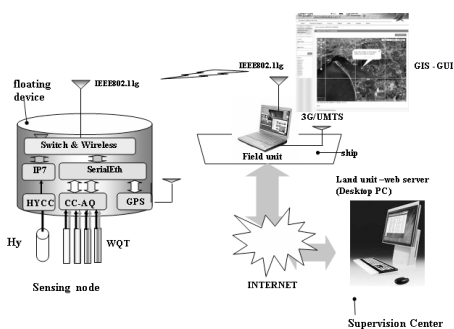 IEEE802.11g
IEEE802.11g
GIS - GUI
floating
device
3G/UMTS
Switch & Wireless
Field unit
ship
IP7
SerialEth
Land unit –web server
(Desktop PC)
HYCC
CC-AQ
GPS
Hy
WQT
INTERNET
Sensing node
Supervision Center